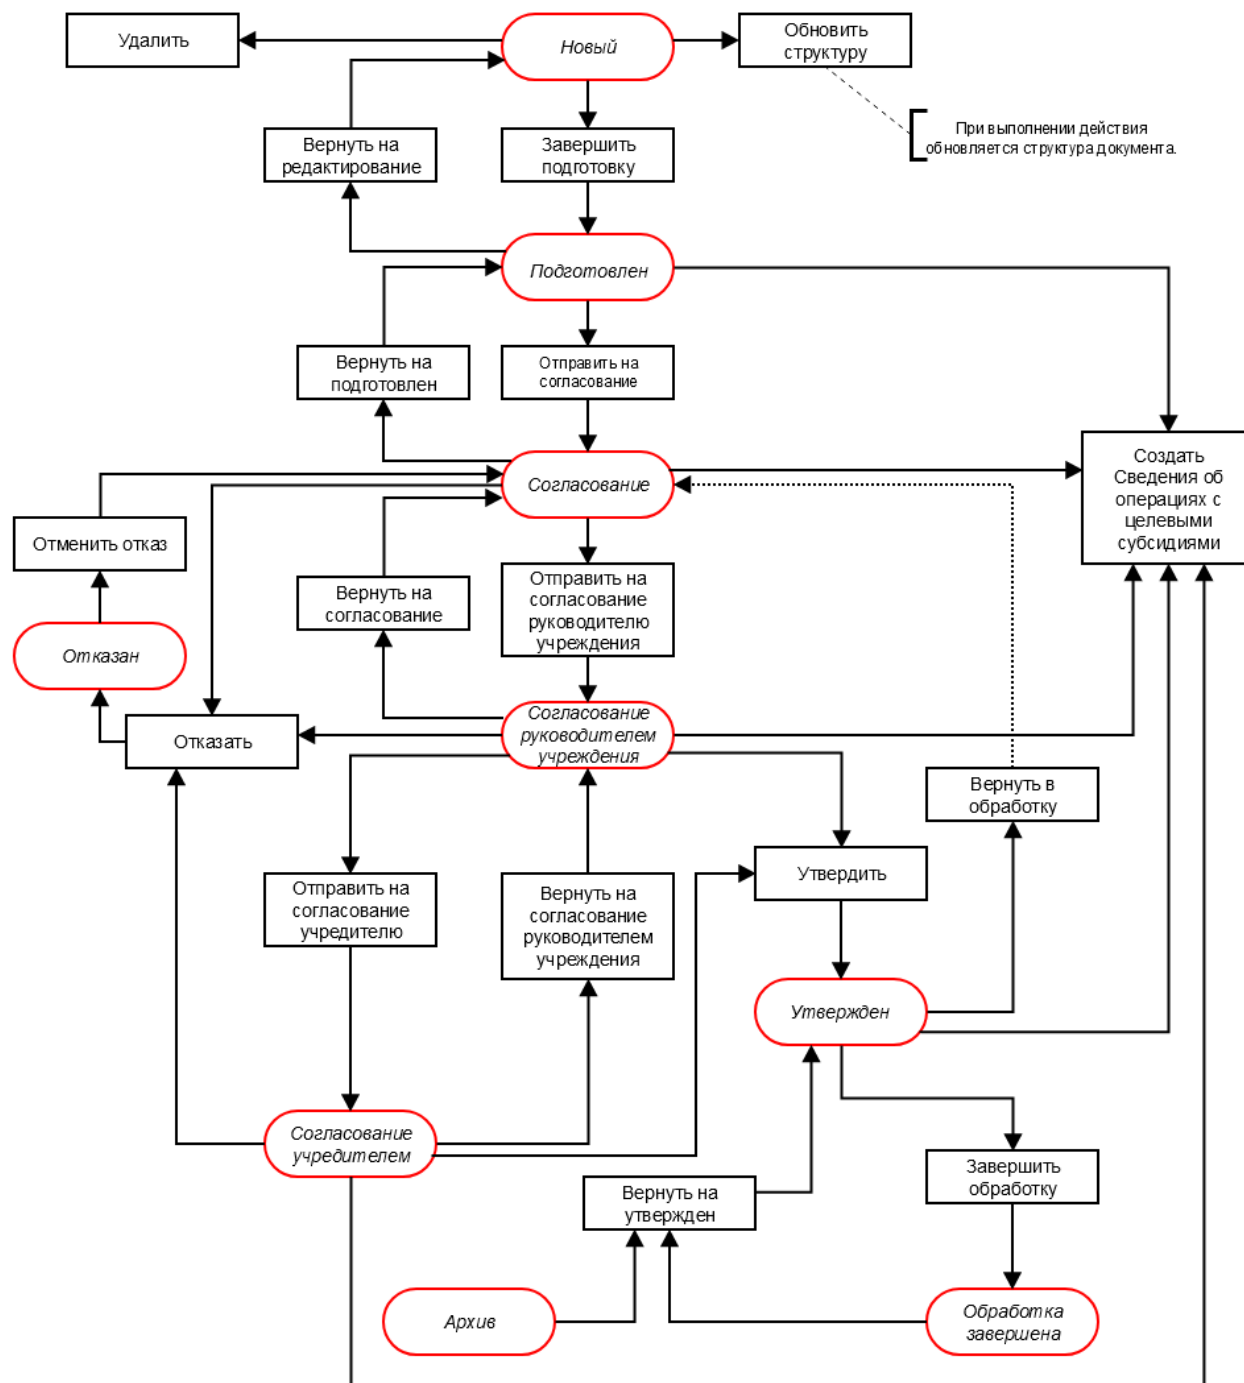 Удалить
Новый
Обновить
структуру
При выполнении действия
обновляется структура документа.
Вернуть на
редактирование
Завершить
подготовку
Подготовлен
Вернуть на
подготовлен
Отправить на
согласование
Согласование
Создать
Сведения об
операциях с
целевыми
субсидиями
Отменить отказ
Вернуть на
согласование
Отправить на
согласование
руководителю
учреждения
Отказан
Отказать
Согласование
руководителем
учреждения
Вернуть в
обработку
Отправить на
согласование
учредителю
Вернуть на
согласование
руководителем
учреждения
Утвердить
Утвержден
Согласование
учредителем
Вернуть на
утвержден
Завершить
обработку
Архив
Обработка
завершена